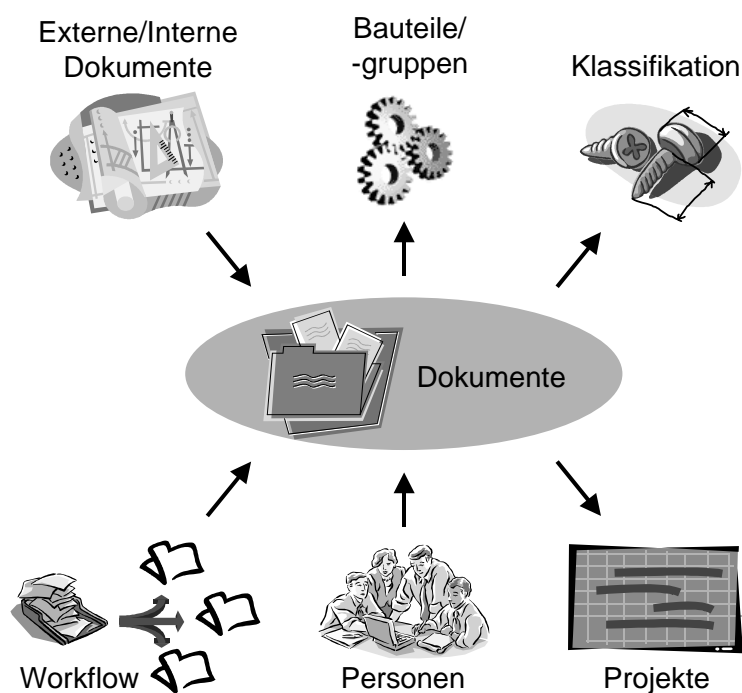 Externe/Interne
Dokumente
Bauteile/
-gruppen
Klassifikation
Dokumente
Workflow
Personen
Projekte